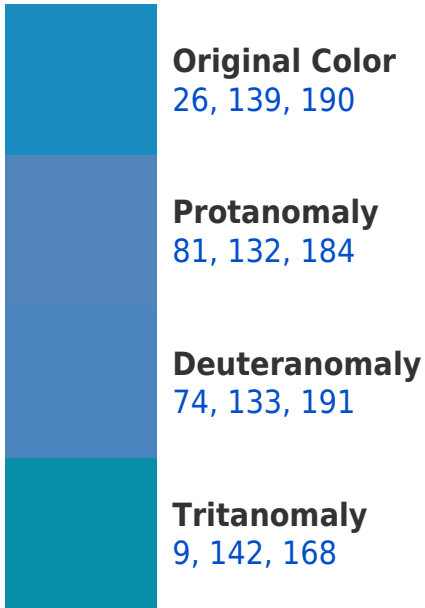 Original Color
26, 139, 190
Protanomaly
81, 132, 184
Deuteranomaly
74, 133, 191
Tritanomaly
9, 142, 168